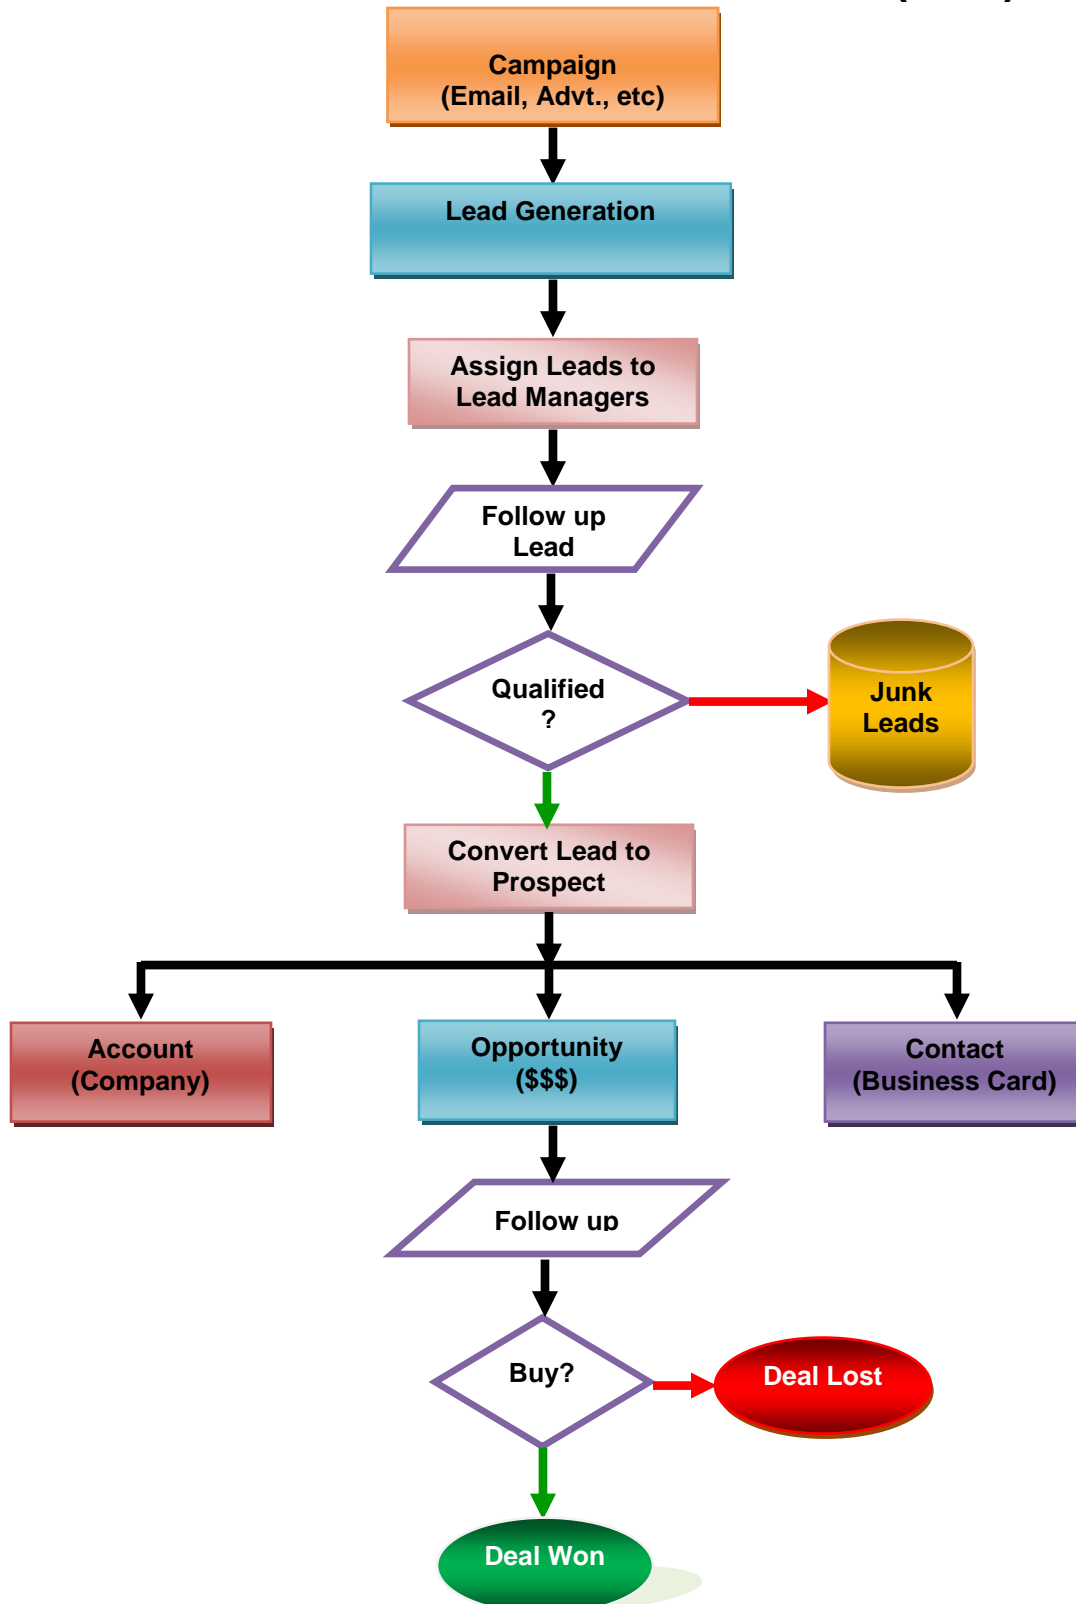 Campaign
(Email, Advt., etc)
Lead Generation
Assign Leads to
Lead Managers
Follow up
Lead
Qualified
?
Junk
Leads
Convert Lead to
Prospect
Account
(Company)
Opportunity
($$$)
Contact
(Business Card)
Follow up
Buy?
Deal Lost
Deal Won